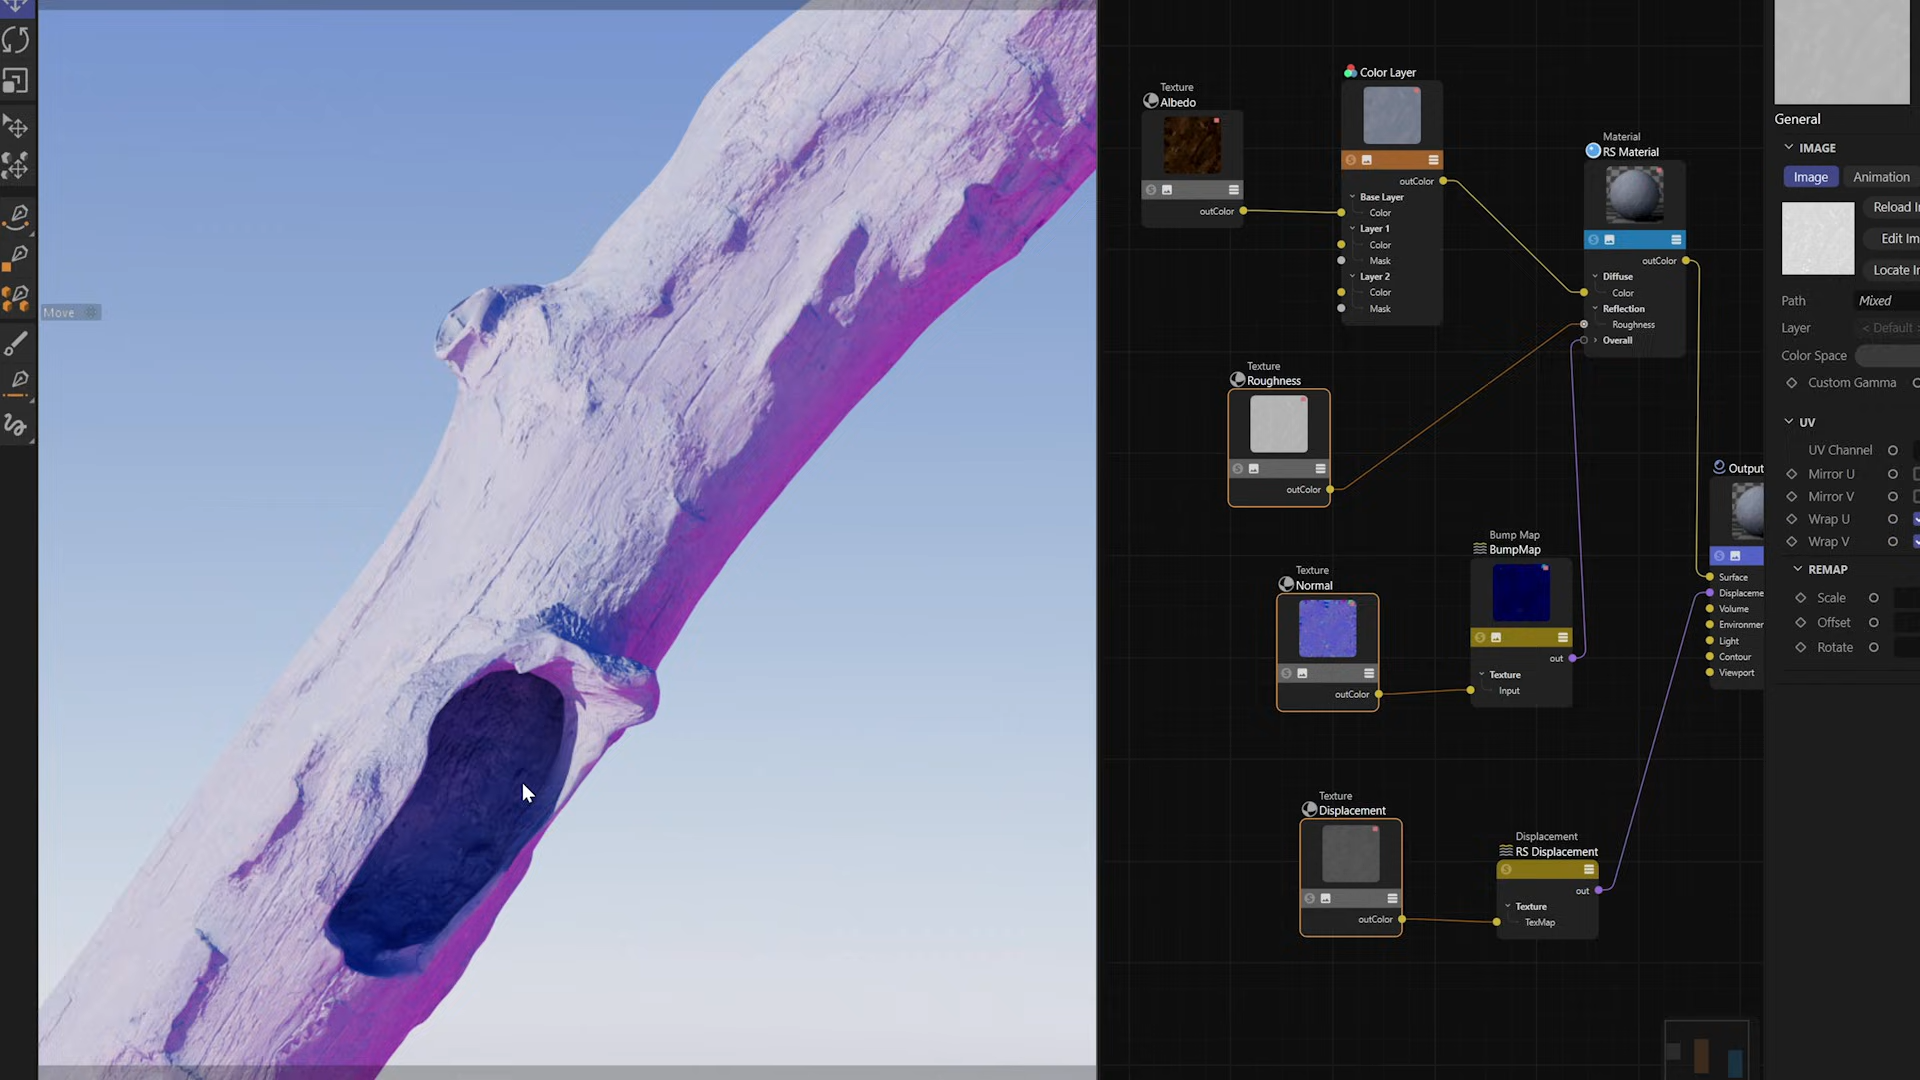 Move
Texture
Albedo
outColor
Color Layer
outColor
Base Layer
Color
Layer 1
Color
Mask
Layer 2
Color
Mask
Material
RS Material
outColor
Diffuse
Color
Reflection
Roughness
Overall
Texture
Roughness
outColor
Texture
Normal
outColor
Bump Map
BumpMap
out
Texture
Input
Texture
Displacement
outColor
Displacement
RS Displacement
out
Texture
TexMap
Output
Surface
Displaceme
Volume
Environmer
Light
Contour
Viewport
General
IMAGE
Image
Animation
Reload I
Edit Im
Locate I
Path
Mixed
Layer
< Default >
Color Space
Custom Gamma
UV
UV Channel
Mirror U
Mirror V
Wrap U
Wrap V
REMAP
Scale
Offset
Rotate